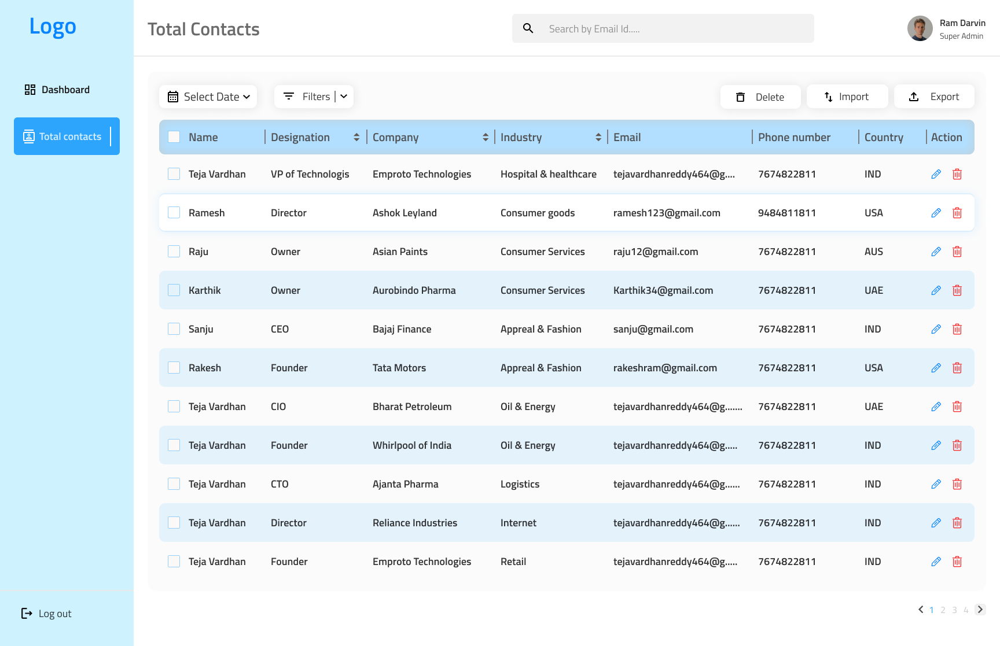 Logo
Total Contacts
Search by Email Id.....
Ram Darvin
Super Admin
Dashboard
Total contacts
Select Date
Filters
Delete
Import
Export
Name Designation Company Industry Email Phone number Country Action
Teja Vardhan VP of Technologis Emproto Technologies Hospital & healthcare tejavardhanreddy464@g.... 7674822811 IND
Ramesh Director Ashok Leyland Consumer goods ramesh123@gmail.com 9484811811 USA
Raju Owner Asian Paints Consumer Services raju12@gmail.com 7674822811 AUS
Karthik Owner Aurobindo Pharma Consumer Services Karthik34@gmail.com 7674822811 UAE
Sanju CEO Bajaj Finance Appreal & Fashion sanju@gmail.com 7674822811 IND
Rakesh Founder Tata Motors Appreal & Fashion rakeshram@gmail.com 7674822811 USA
Teja Vardhan CIO Bharat Petroleum Oil & Energy tejavardhanreddy464@g....... 7674822811 UAE
Teja Vardhan Founder Whirlpool of India Oil & Energy tejavardhanreddy464@g..... 7674822811 IND
Teja Vardhan CTO Ajanta Pharma Logistics tejavardhanreddy464@g...... 7674822811 IND
Teja Vardhan Director Reliance Industries Internet tejavardhanreddy464@g...... 7674822811 IND
Teja Vardhan Founder Emproto Technologies Retail tejavardhanreddy464@g..... 7674822811 IND
Log out
1 2 3 4